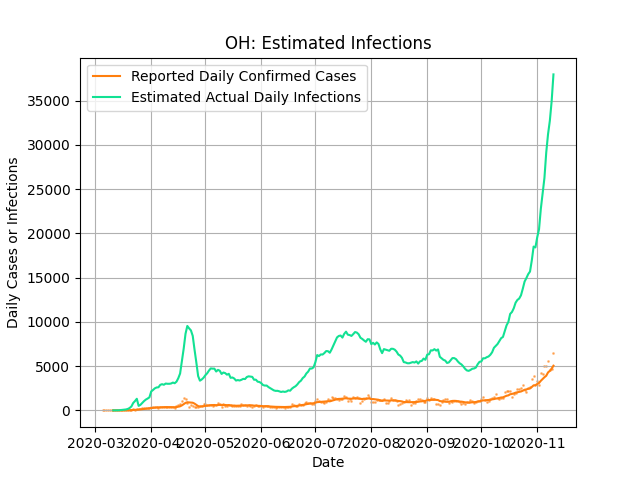 OH: Estimated Infections
Reported Daily Confirmed Cases
Estimated Actual Daily Infections
Daily Cases or Infections
35000
30000
25000
20000
15000
10000
5000
0
2020-03 2020-04 2020-05 2020-06 2020-07 2020-08 2020-09 2020-10 2020-11
Date